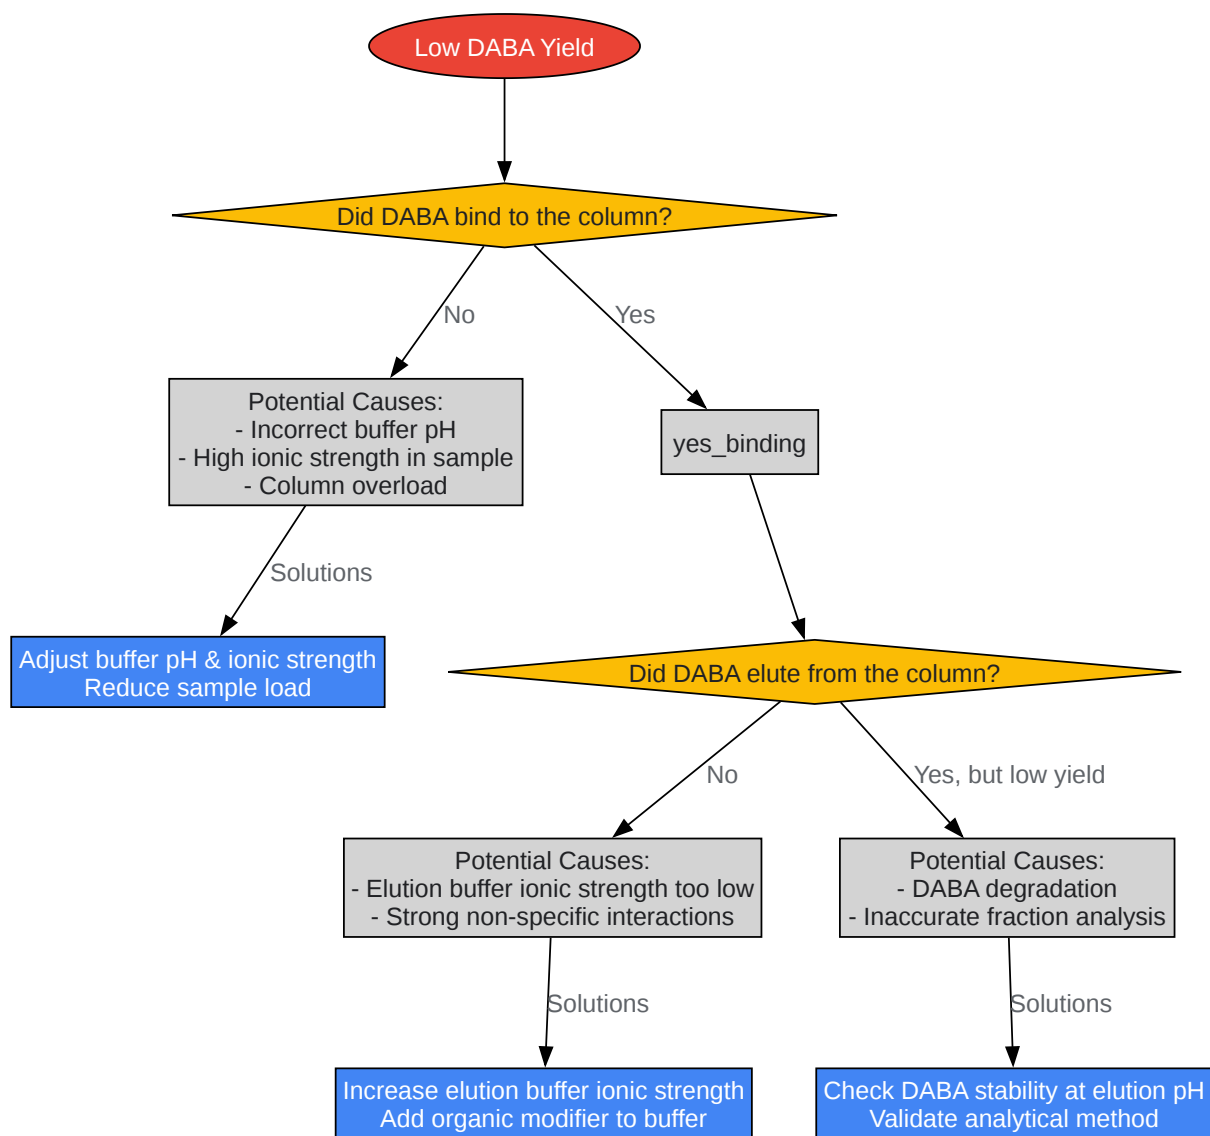 Low DABA Yield
Did DABA bind to the column?
No
Yes
Potential Causes:
- Incorrect buffer pH
- High ionic strength in sample
- Column overload
yes_binding
Solutions
Adjust buffer pH & ionic strength
Reduce sample load
Did DABA elute from the column?
No
Yes, but low yield
Potential Causes:
- Elution buffer ionic strength too low
- Strong non-specific interactions
Potential Causes:
- DABA degradation
- Inaccurate fraction analysis
Solutions
Solutions
Increase elution buffer ionic strength
Add organic modifier to buffer
Check DABA stability at elution pH
Validate analytical method